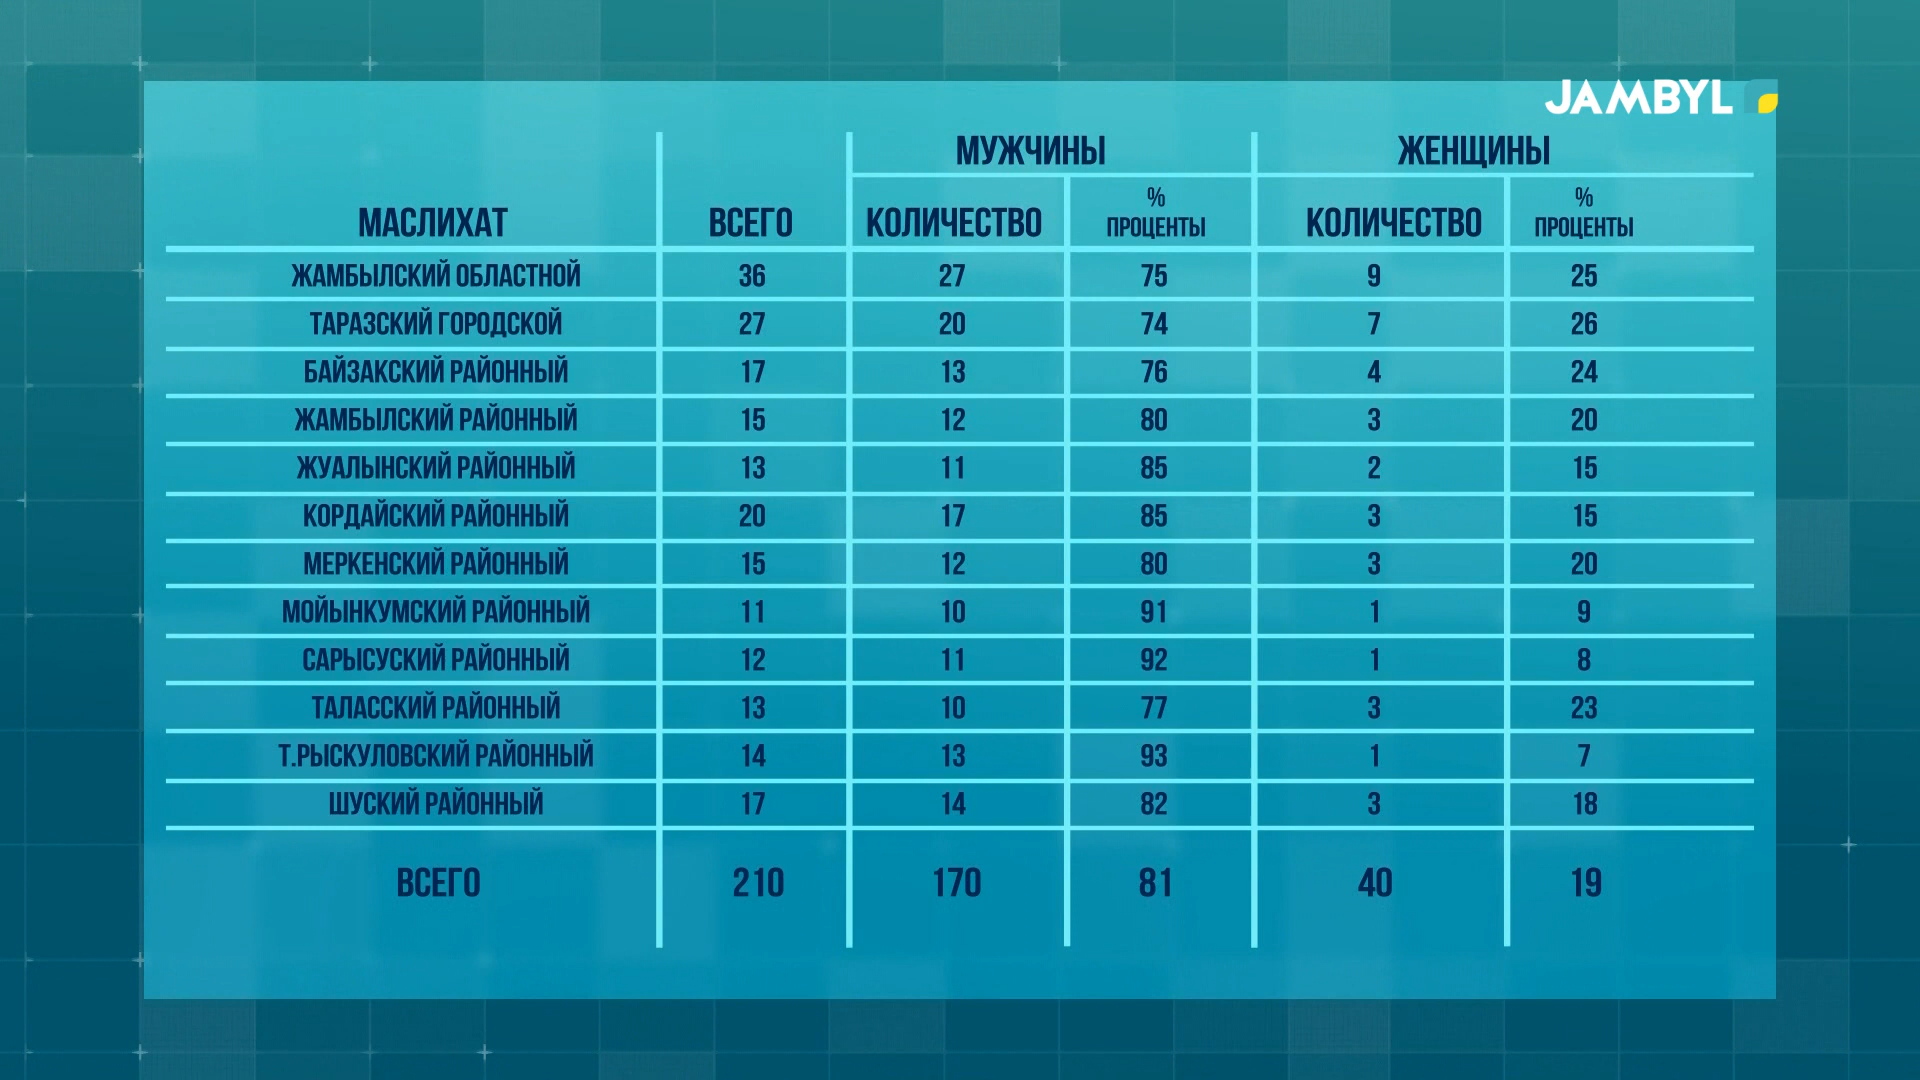 JAMBYL
МУЖЧИНЫ ЖЕНЩИНЫ
МАСЛИХАТ ВСЕГО КОЛИЧЕСТВО % ПРОЦЕНТЫ КОЛИЧЕСТВО % ПРОЦЕНТЫ
ЖАМБЫЛСКИЙ ОБЛАСТНОЙ 36 27 75 9 25
ТАРАЗСКИЙ ГОРОДСКОЙ 27 20 74 7 26
БАЙЗАКСКИЙ РАЙОННЫЙ 17 13 76 4 24
ЖАМБЫЛСКИЙ РАЙОННЫЙ 15 12 80 3 20
ЖУАЛЫНСКИЙ РАЙОННЫЙ 13 11 85 2 15
КОРДАЙСКИЙ РАЙОННЫЙ 20 17 85 3 15
МЕРКЕНСКИЙ РАЙОННЫЙ 15 12 80 3 20
МОЙЫНКУМСКИЙ РАЙОННЫЙ 11 10 91 1 9
САРЫСУСКИЙ РАЙОННЫЙ 12 11 92 1 8
ТАЛАССКИЙ РАЙОННЫЙ 13 10 77 3 23
Т.РЫСКУЛОВСКИЙ РАЙОННЫЙ 14 13 93 1 7
ШУСКИЙ РАЙОННЫЙ 17 14 82 3 18
ВСЕГО 210 170 81 40 19